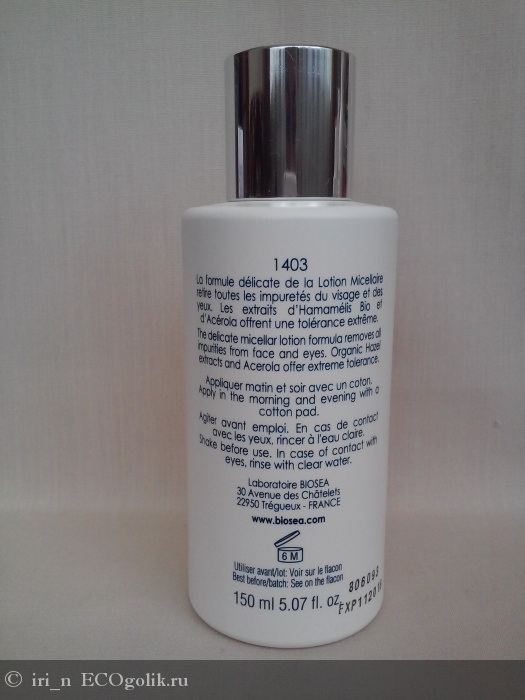 1403
La formule délicate de la Lotion Micellaire
retire toutes les impuretés du visage et des
yeux. Les extraits d'Hamamélis Bio et
d'Acérola offrent une tolérance extrême.
The delicate micellar lotion formula removes all
impurities from face and eyes. Organic Hazel
extracts and Acerola offer extreme tolerance.
Appliquer matin et soir avec un coton.
Apply in the morning and evening with a
cotton pad.
Agiter avant emploi. En cas de contact
avec les yeux, rincer à l'eau claire.
Shake before use. In case of contact with
eyes, rinse with clear water.
Laboratoire BIOSEA
30 Avenue des Châtelets
22950 Trégueux - FRANCE
www.biosea.com
6 M
Utiliser avant/lot: Voir sur le flacon
Best before/batch: See on the flacon
150 ml 5.07 fl. oz.
© iri_n ECOgolik.ru